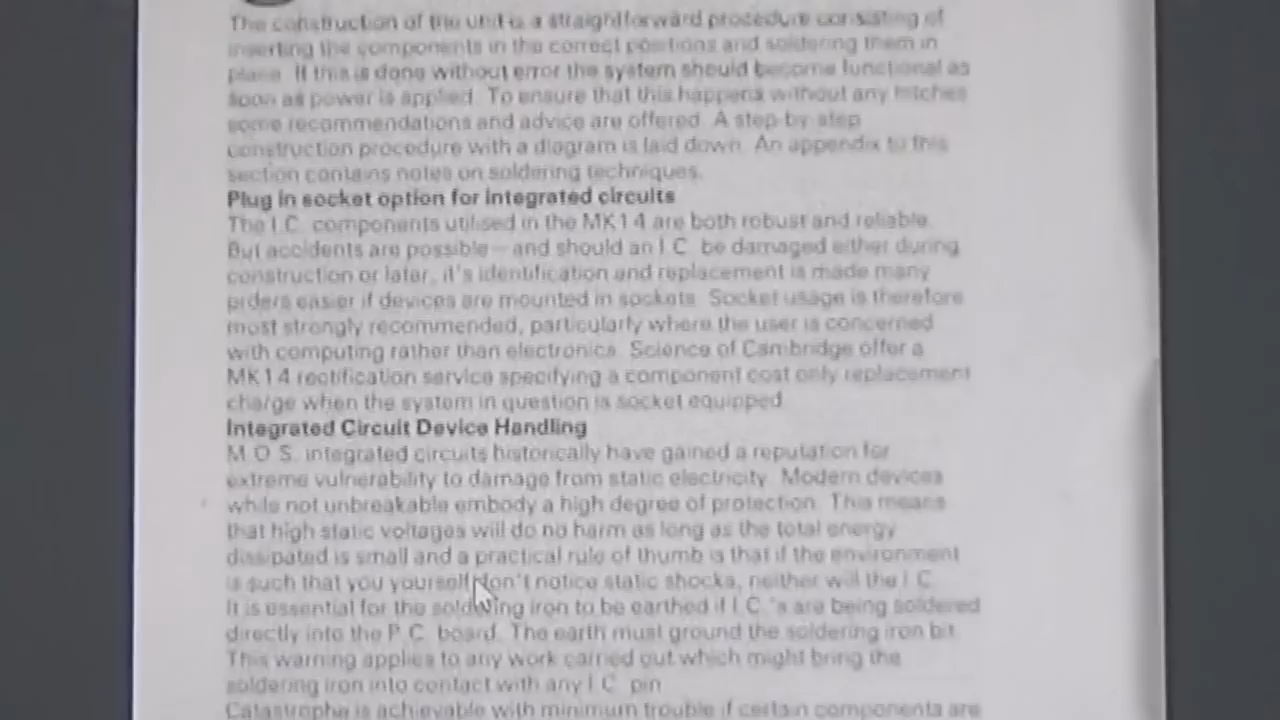 The construction of the unit is a straightforward procedure consisting of
inserting the components in the correct positions and soldering them in
place. If this is done without error the system should become functional as
soon as power is applied. To ensure that this happens without any hitches
some recommendations and advice are offered. A step-by-step
construction procedure with a diagram is laid down. An appendix to this
section contains notes on soldering techniques.
Plug in socket option for integrated circuits
The I.C. components utilised in the MK14 are both robust and reliable.
But accidents are possible—and should an I.C. be damaged either during
construction or later, it's identification and replacement is made many
orders easier if devices are mounted in sockets. Socket usage is therefore
most strongly recommended, particularly where the user is concerned
with computing rather than electronics. Science of Cambridge offer a
MK14 rectification service specifying a component cost only replacement
charge when the system in question is socket equipped.
Integrated Circuit Device Handling
M.O.S. integrated circuits historically have gained a reputation for
extreme vulnerability to damage from static electricity. Modern devices
while not unbreakable embody a high degree of protection. This means
that high static voltages will do no harm as long as the total energy
dissipated is small and a practical rule of thumb is that if the environment
is such that you yourself don't notice static shocks, neither will the I.C.
It is essential for the soldering iron to be earthed if I.C.'s are being soldered
directly into the P.C. board. The earth must ground the soldering iron bit.
This warning applies to any work carried out which might bring the
soldering iron into contact with any I.C. pin.
Catastrophe is achievable with minimum trouble if certain components are